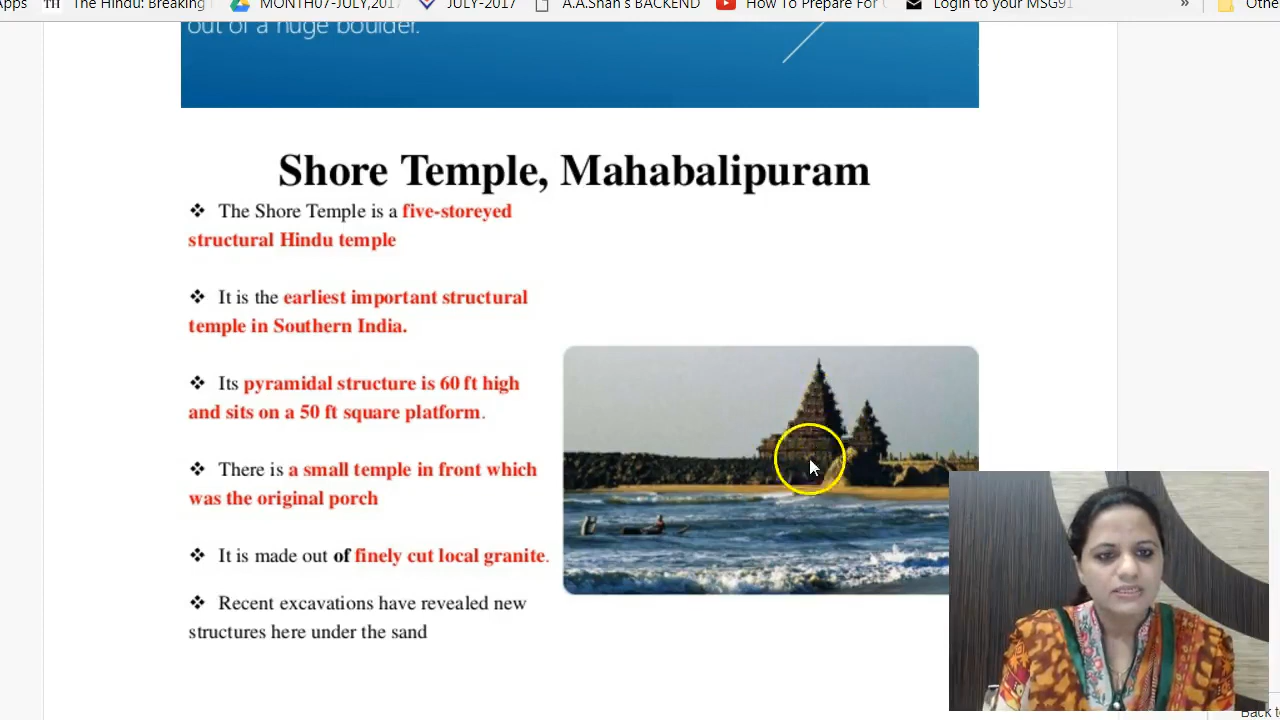 Apps The Hindu: Breaking MONTH07-JULY,2017 JULY-2017 A.A.Shah's BACKEND How To Prepare For Login to your MSG91 » Othe
out of a huge boulder.
Shore Temple, Mahabalipuram
❖ The Shore Temple is a five-storeyed
structural Hindu temple
❖ It is the earliest important structural
temple in Southern India.
❖ Its pyramidal structure is 60 ft high
and sits on a 50 ft square platform.
❖ There is a small temple in front which
was the original porch
❖ It is made out of finely cut local granite.
❖ Recent excavations have revealed new
structures here under the sand